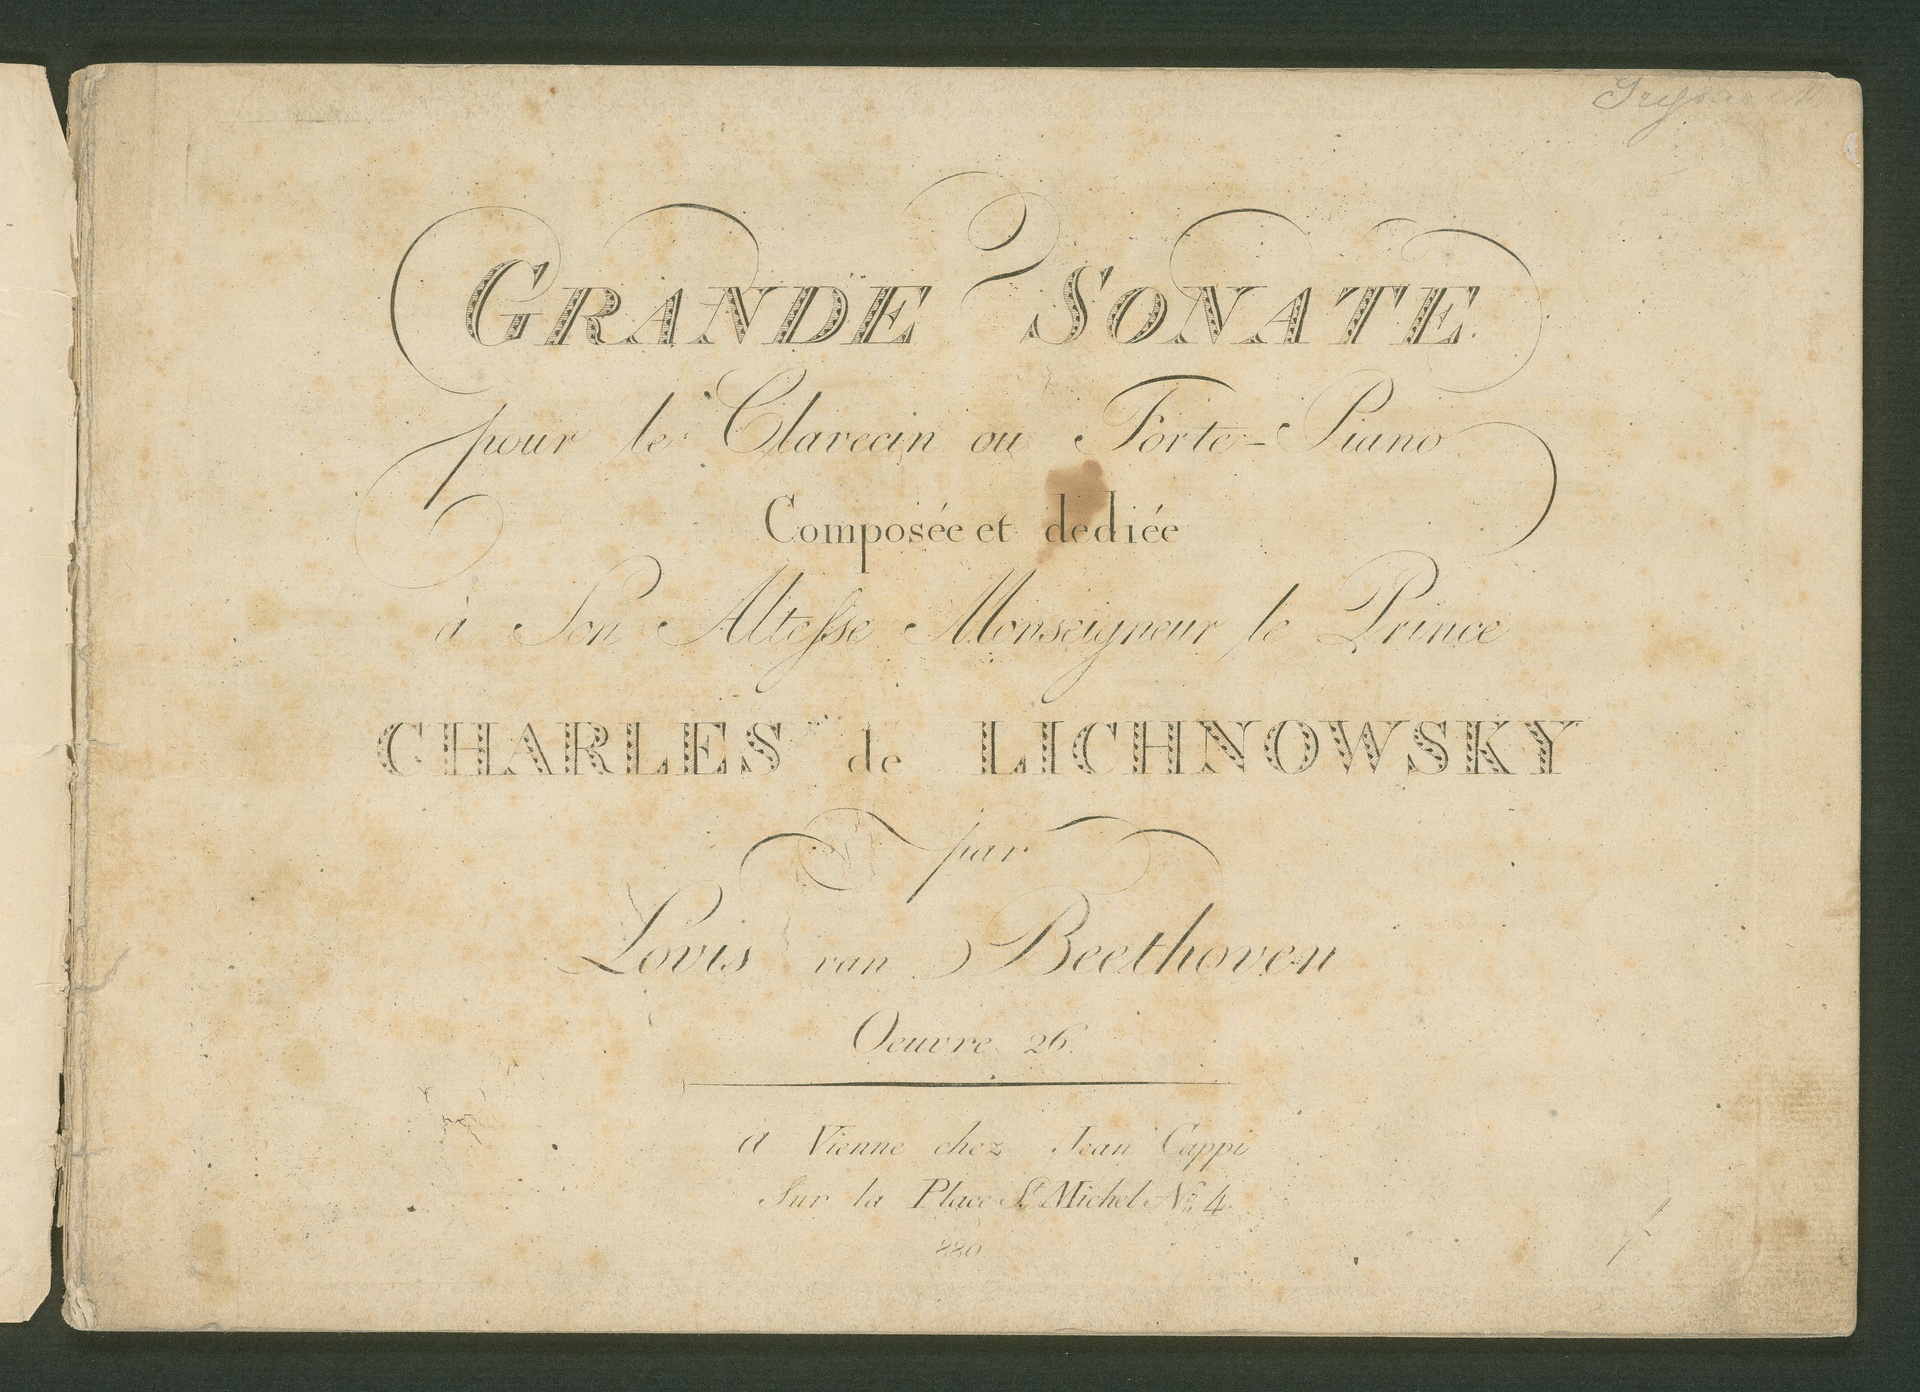 GRANDE SONATE
pour le Clavecin ou Forte-Piano
Composée et dediée
à Son Altesse Monseigneur le Prince
CHARLES de LICHNOWSKY
par
Lovis van Beethoven
Oeuvre 26.
à Vienne chez Jean Cappi
Sur la Place St. Michel No. 4.
880